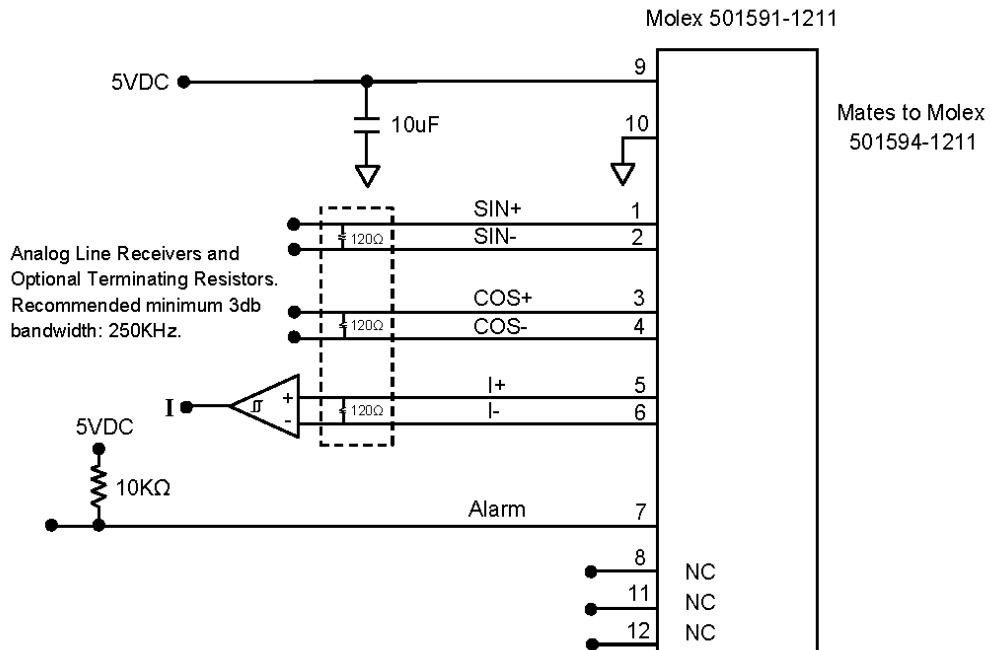 Molex 501591-1211
9
5VDC
10uF
10
Mates to Molex
501594-1211
SIN+
1
120Ω
SIN-
2
Analog Line Receivers and
Optional Terminating Resistors.
Recommended minimum 3db
bandwidth: 250KHz.
COS+
3
120Ω
COS-
4
I+
5
I
+
-
120Ω
I-
6
5VDC
10KΩ
Alarm
7
8
NC
11
NC
12
NC